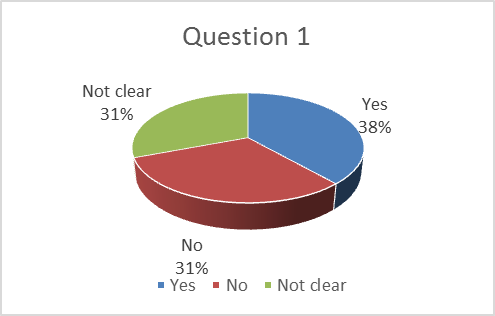 Question 1
Not clear
31%
Yes
38%
No
31%
Yes No Not clear